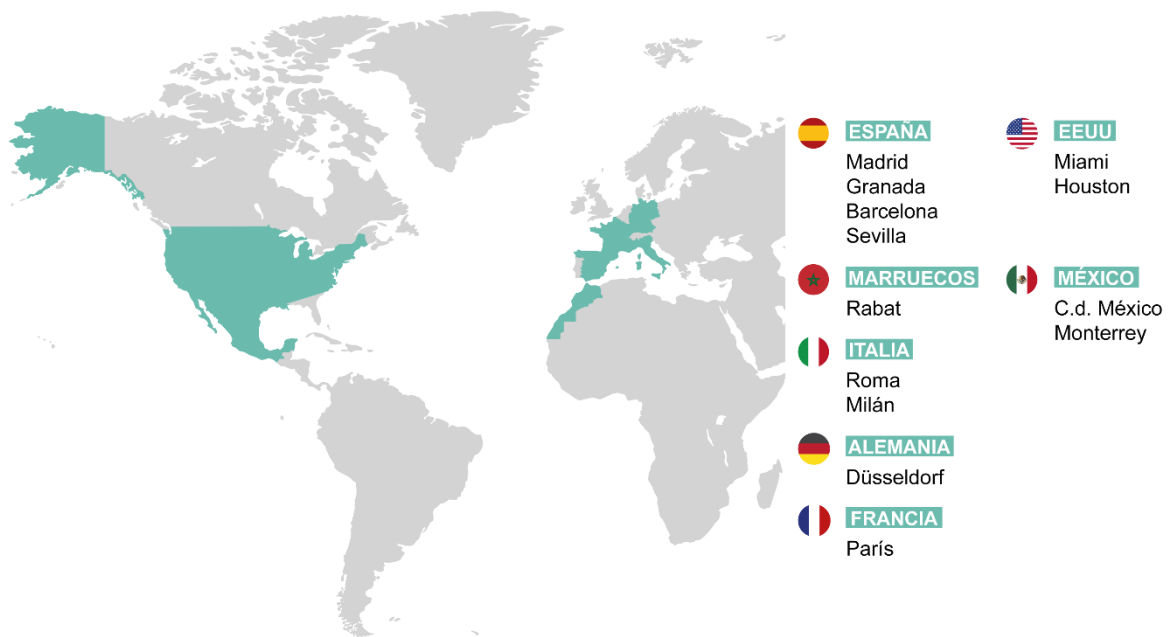 ESPAÑA
Madrid
Granada
Barcelona
Sevilla
MARRUECOS
Rabat
ITALIA
Roma
Milán
ALEMANIA
Düsseldorf
FRANCIA
París
EEUU
Miami
Houston
MÉXICO
C.d. México
Monterrey